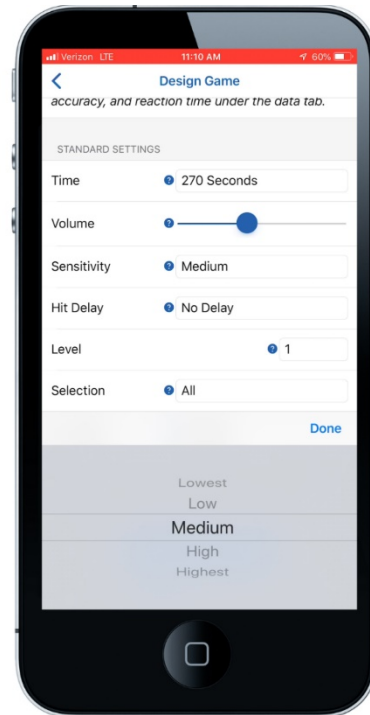 Verizon LTE 11:10 AM 60%
Design Game
accuracy, and reaction time under the data tab.
STANDARD SETTINGS
Time ? 270 Seconds
Volume ?
Sensitivity ? Medium
Hit Delay ? No Delay
Level ? 1
Selection ? All
Done
Lowest
Low
Medium
High
Highest